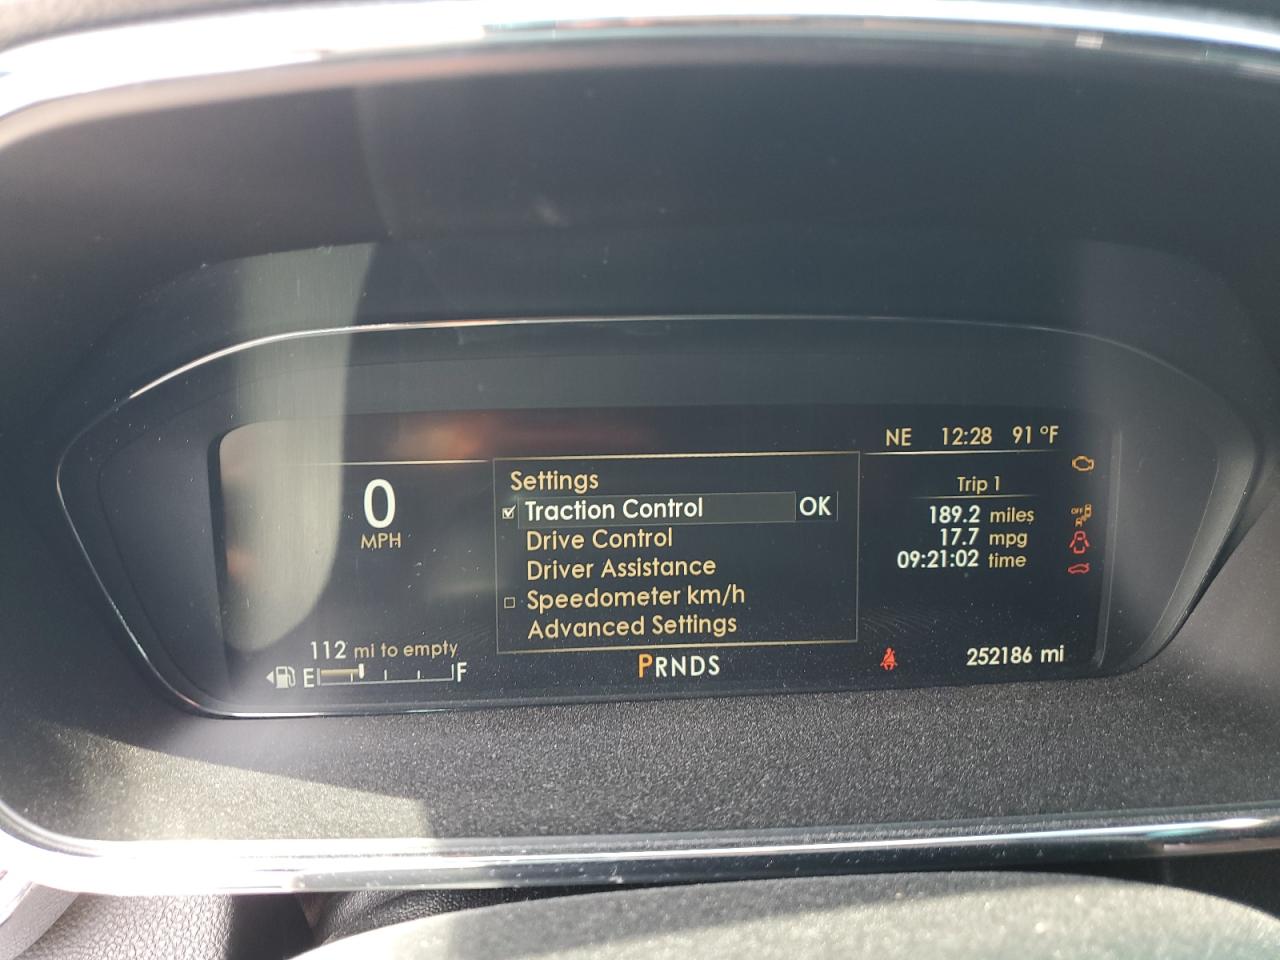 NE 12:28 91 °F
0
MPH
Settings
Traction Control OK
Drive Control
Driver Assistance
Speedometer km/h
Advanced Settings
Trip 1
189.2 miles
17.7 mpg
09:21:02 time
OFF
112 mi to empty
E F
PRNDS
252186 mi